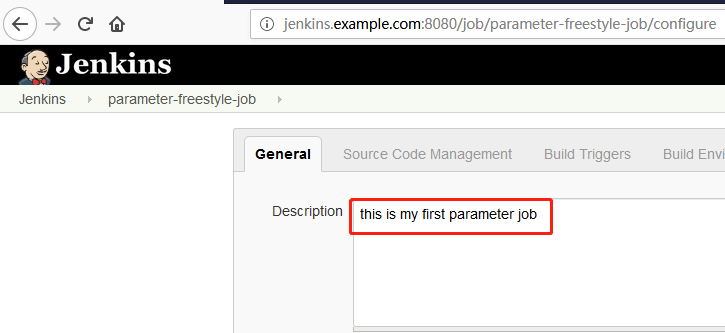 jenkins.example.com:8080/job/parameter-freestyle-job/configure
Jenkins
Jenkins parameter-freestyle-job
General Source Code Management Build Triggers Build Envi
Description this is my first parameter job